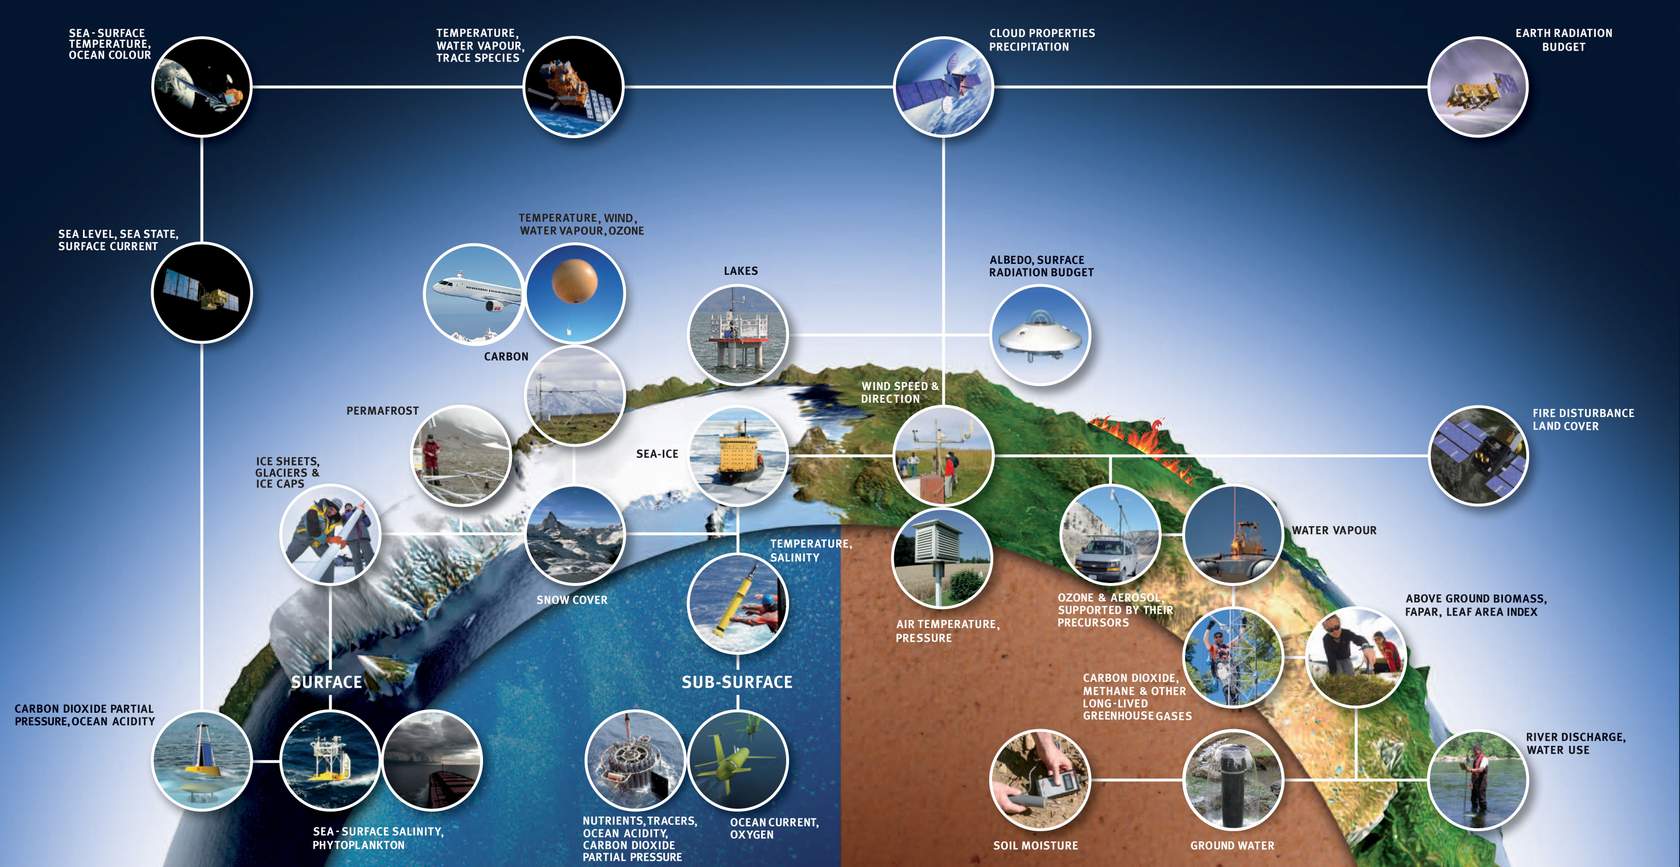 SEA-SURFACE
TEMPERATURE,
OCEAN COLOUR
TEMPERATURE,
WATER VAPOUR,
TRACE SPECIES
CLOUD PROPERTIES
PRECIPITATION
EARTH RADIATION
BUDGET
SEA LEVEL, SEA STATE,
SURFACE CURRENT
TEMPERATURE, WIND,
WATER VAPOUR, OZONE
LAKES
ALBEDO, SURFACE
RADIATION BUDGET
CARBON
PERMAFROST
WIND SPEED &
DIRECTION
FIRE DISTURBANCE
LAND COVER
ICE SHEETS,
GLACIERS &
ICE CAPS
SEA-ICE
WATER VAPOUR
TEMPERATURE,
SALINITY
SNOW COVER
AIR TEMPERATURE,
PRESSURE
OZONE & AEROSOL,
SUPPORTED BY THEIR
PRECURSORS
ABOVE GROUND BIOMASS,
FAPAR, LEAF AREA INDEX
SURFACE
SUB-SURFACE
CARBON DIOXIDE,
METHANE & OTHER
LONG-LIVED
GREENHOUSE GASES
CARBON DIOXIDE PARTIAL
PRESSURE, OCEAN ACIDITY
RIVER DISCHARGE,
WATER USE
SEA-SURFACE SALINITY,
PHYTOPLANKTON
NUTRIENTS, TRACERS,
OCEAN ACIDITY,
CARBON DIOXIDE
PARTIAL PRESSURE
OCEAN CURRENT,
OXYGEN
SOIL MOISTURE
GROUND WATER